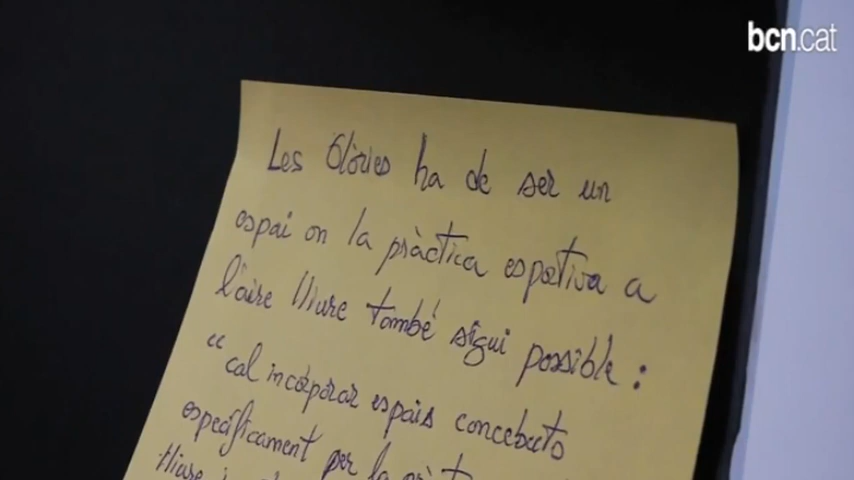 bcn.cat
Les Glòries ha de ser un
espai on la pràctica esportiva a
l'aire lliure també sigui possible :
"cal incorporar espais concebuts
específicament per la
lliure